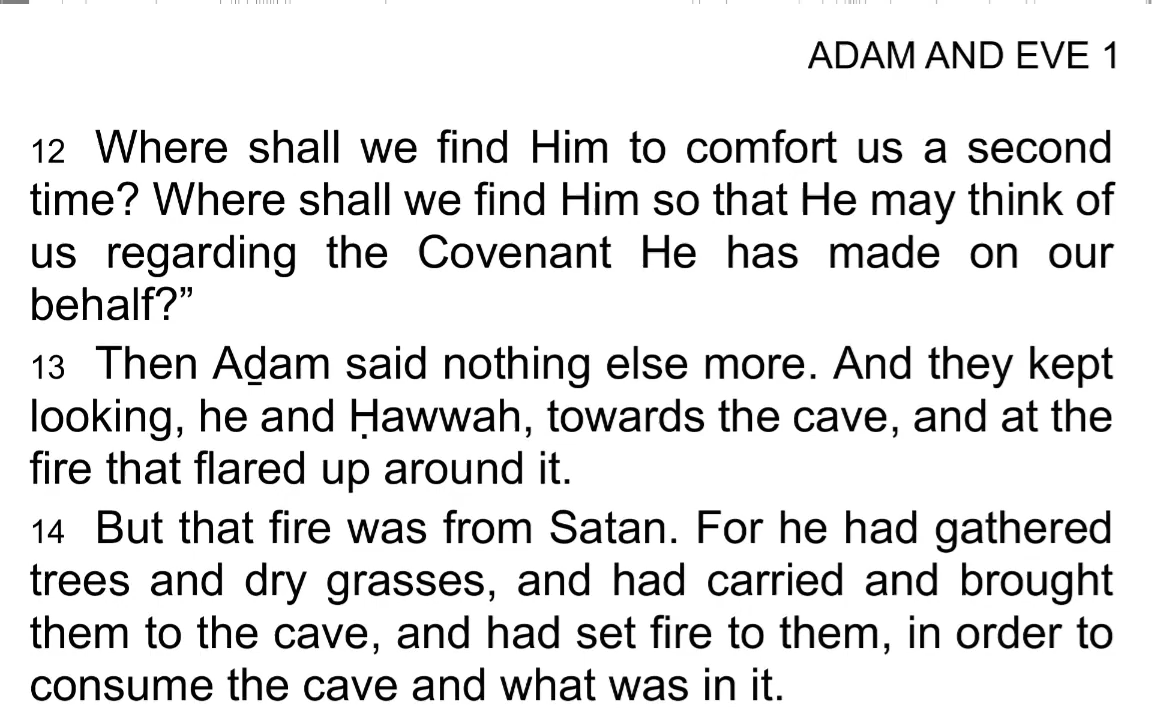 ADAM AND EVE 1
12 Where shall we find Him to comfort us a second
time? Where shall we find Him so that He may think of
us regarding the Covenant He has made on our
behalf?”
13 Then Aḏam said nothing else more. And they kept
looking, he and Ḥawwah, towards the cave, and at the
fire that flared up around it.
14 But that fire was from Satan. For he had gathered
trees and dry grasses, and had carried and brought
them to the cave, and had set fire to them, in order to
consume the cave and what was in it.